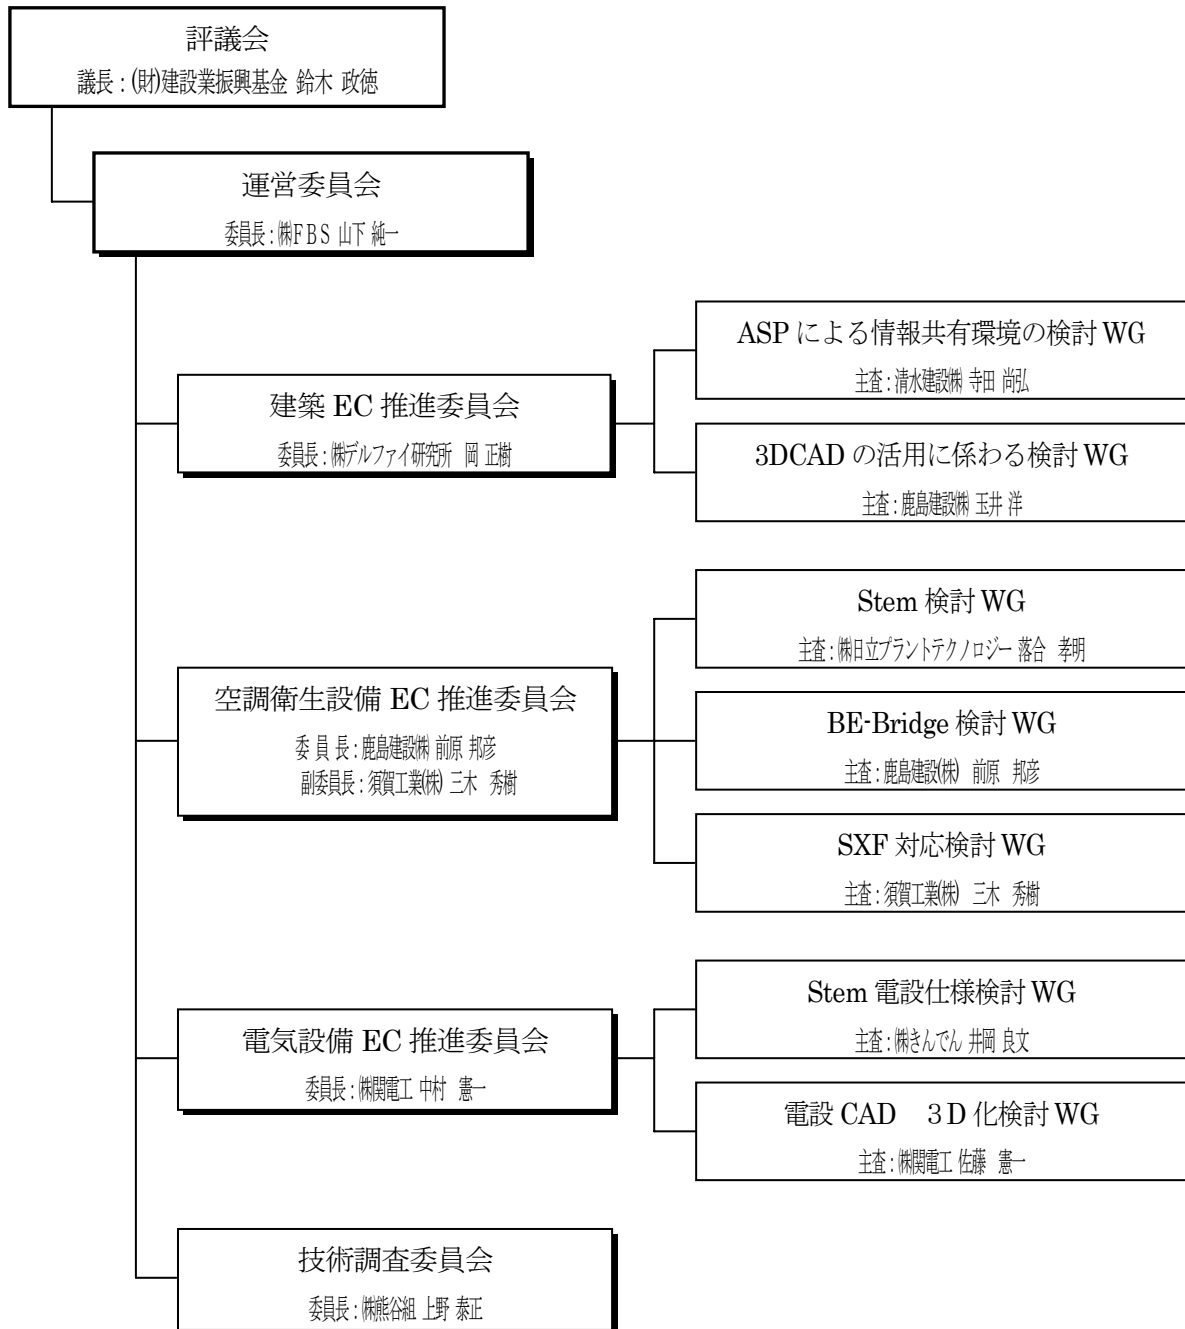 評議会
議長：(財)建設業振興基金 鈴木 政徳
運営委員会
委員長：㈱ＦＢＳ 山下 純一
建築 EC 推進委員会
委員長：㈱デルファイ研究所　岡 正樹
ASP による情報共有環境の検討 WG
主査：清水建設㈱ 寺田 尚弘
3DCAD の活用に係わる検討 WG
主査：鹿島建設㈱ 玉井 洋
空調衛生設備 EC 推進委員会
委 員 長：鹿島建設㈱ 前原 邦彦
副委員長：須賀工業(株) 三木　秀樹
Stem 検討 WG
主査：㈱日立プラントテクノロジー 落合　孝明
BE-Bridge 検討 WG
主査：鹿島建設(株)　前原　邦彦
SXF 対応検討 WG
主査：須賀工業(株)　三木　秀樹
電気設備 EC 推進委員会
委員長：㈱関電工 中村　憲一
Stem 電設仕様検討 WG
主査：㈱きんでん 井岡 良文
電設 CAD　３Ｄ化検討 WG
主査：㈱関電工 佐藤　憲一
技術調査委員会
委員長：㈱熊谷組 上野 泰正